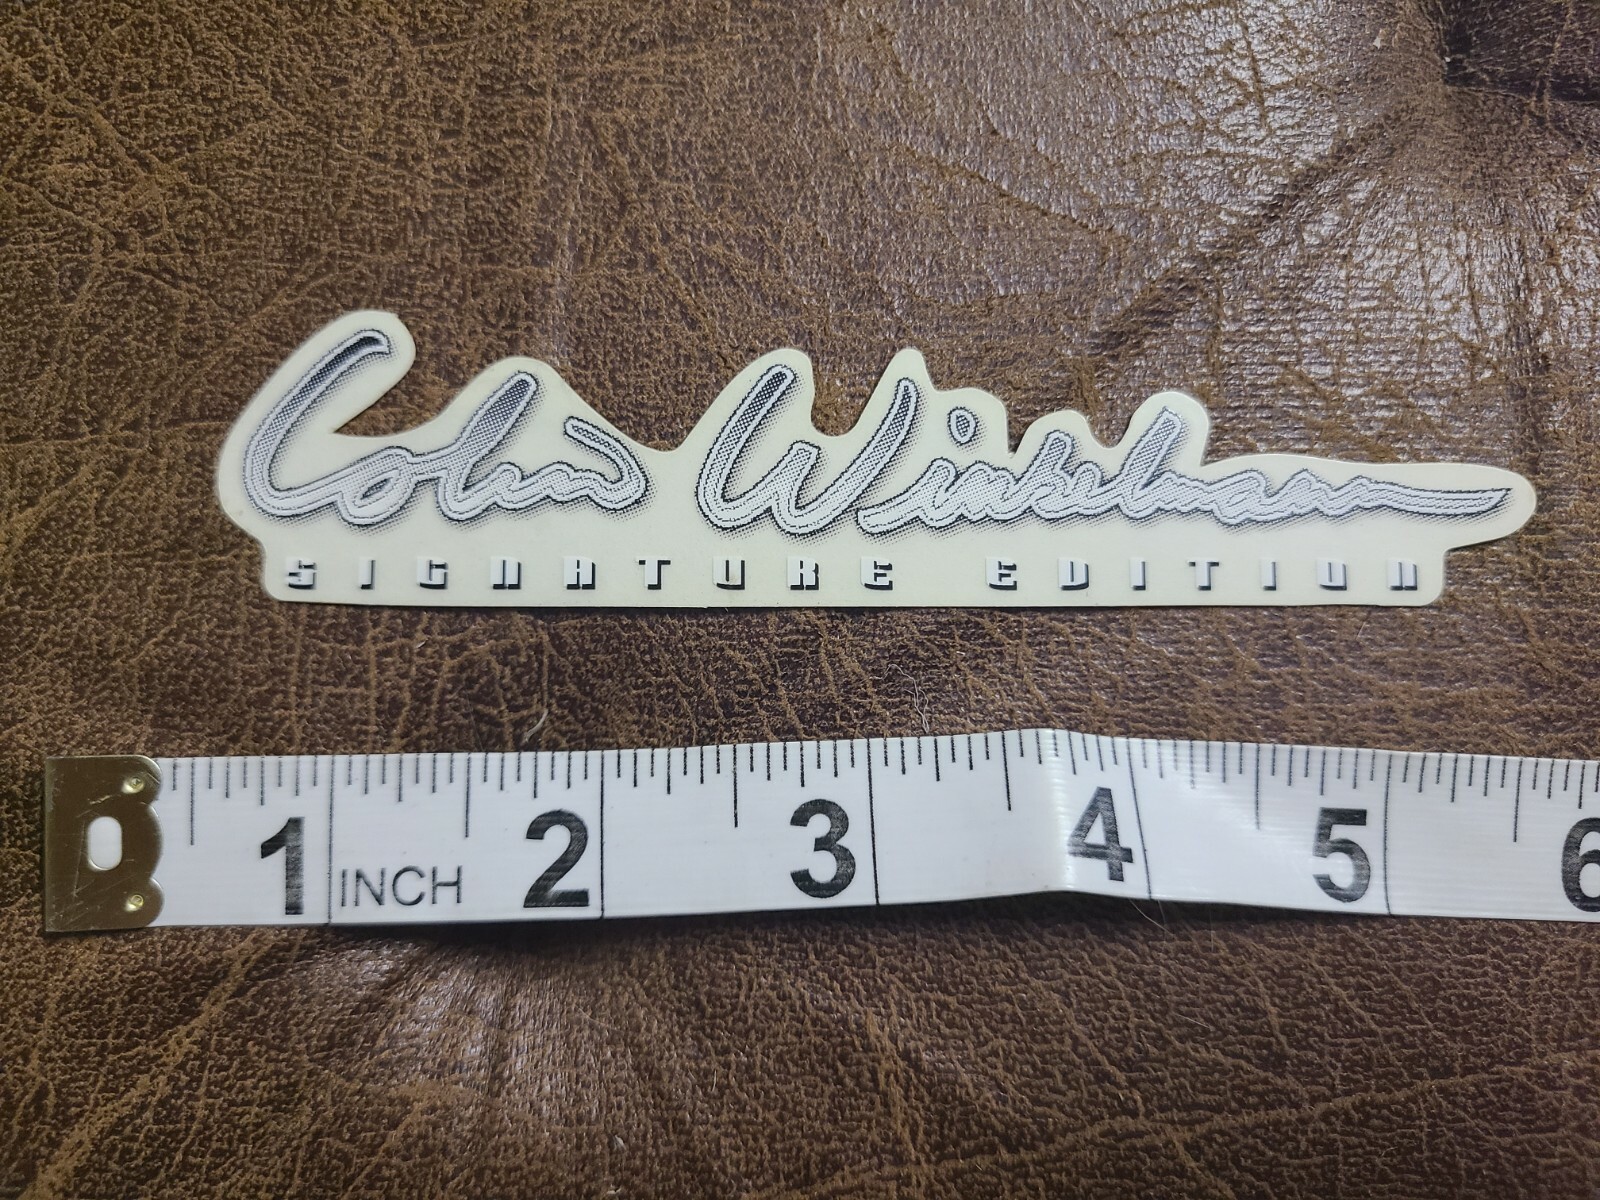 Colin Winkelmann
SIGNATURE EDITION
1 INCH 2 3 4 5 6